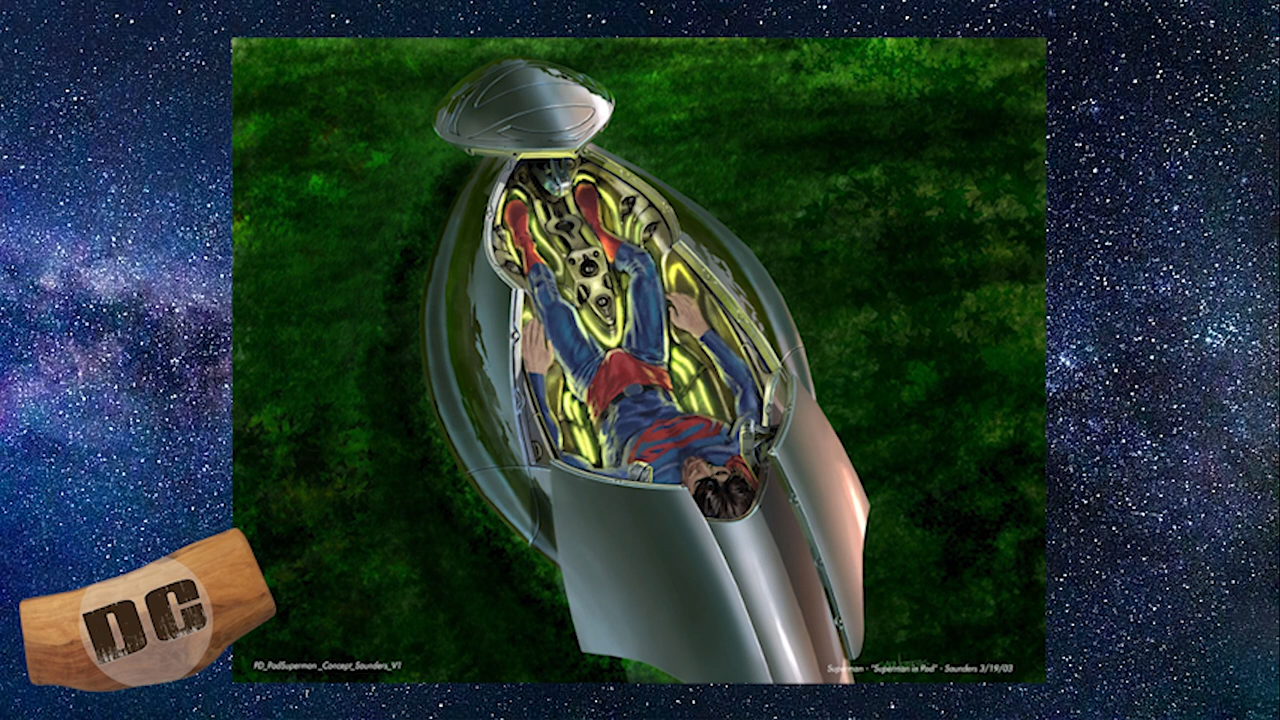 DC
PD_PodSuperman_Concept_Saunders_V1
Superman - "Superman in Pod" - Saunders 3/19/03